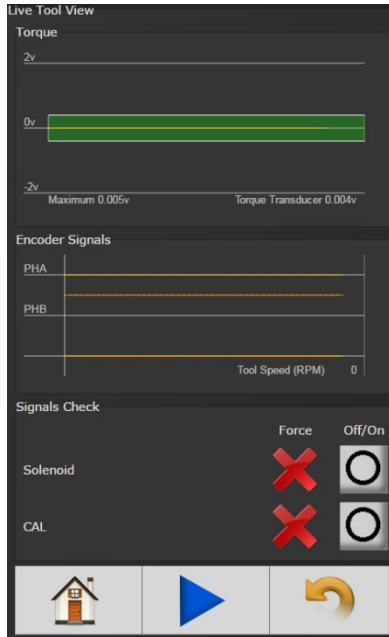 Live Tool View
Torque
2v
0v
-2v
Maximum 0.005v Torque Transducer 0.004v
Encoder Signals
PHA
PHB
Tool Speed (RPM) 0
Signals Check
Force Off/On
Solenoid
CAL